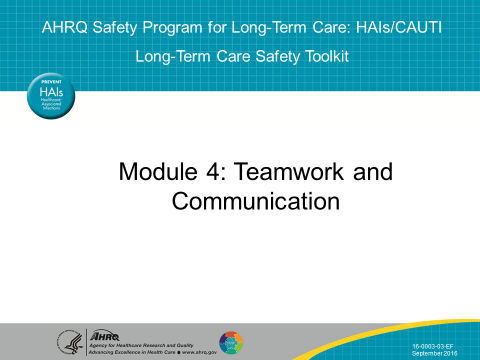 AHRQ Safety Program for Long-Term Care: HAIs/CAUTI
Long-Term Care Safety Toolkit
PREVENT
HAIs
Healthcare
Associated
Infections
Module 4: Teamwork and
Communication
AHRQ
Agency for Healthcare Research and Quality
Advancing Excellence in Health Care • www.ahrq.gov
16-0003-03-EF
September 2016